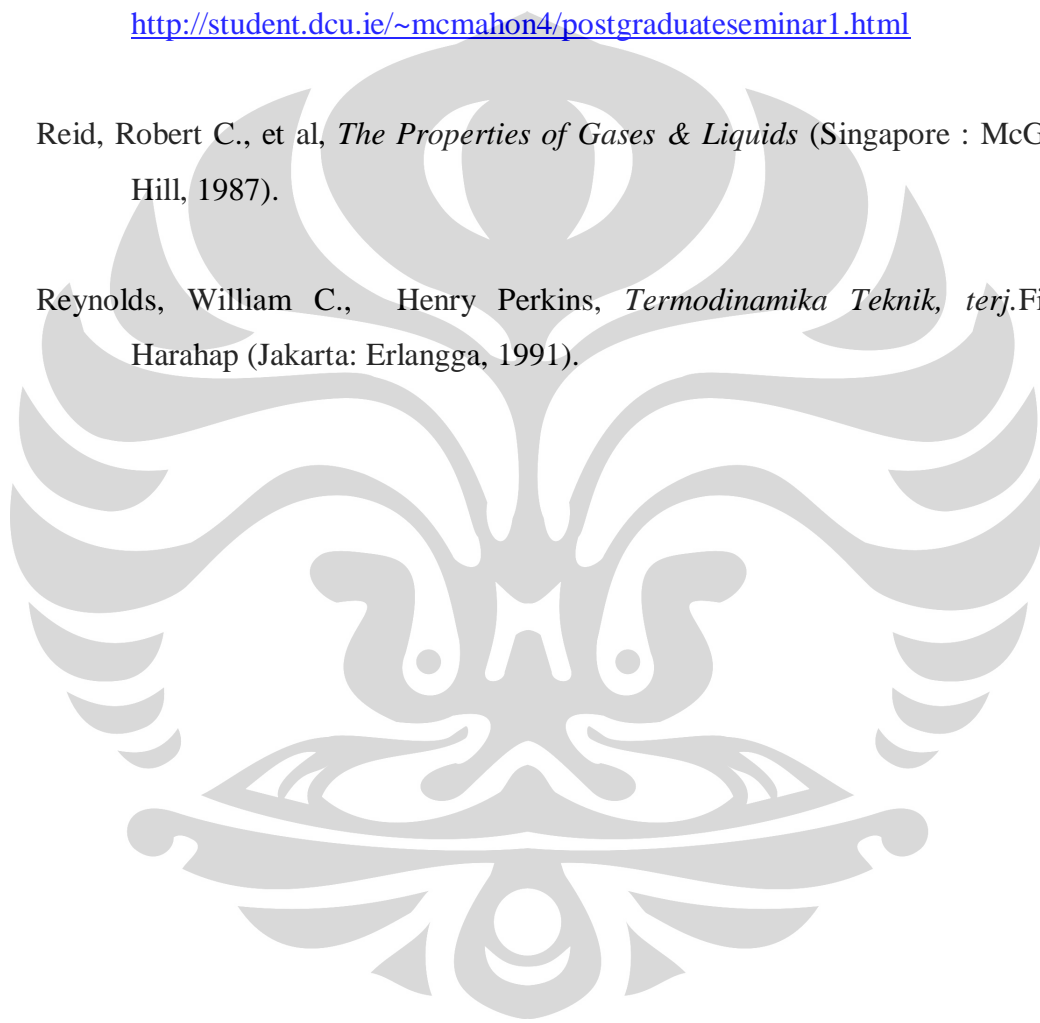 http://student.dcu.ie/~mcmahon4/postgraduateseminar1.html
Reid, Robert C., et al, The Properties of Gases & Liquids (Singapore : McG
Hill, 1987).
Reynolds, William C., Henry Perkins, Termodinamika Teknik, terj.Fi
Harahap (Jakarta: Erlangga, 1991).